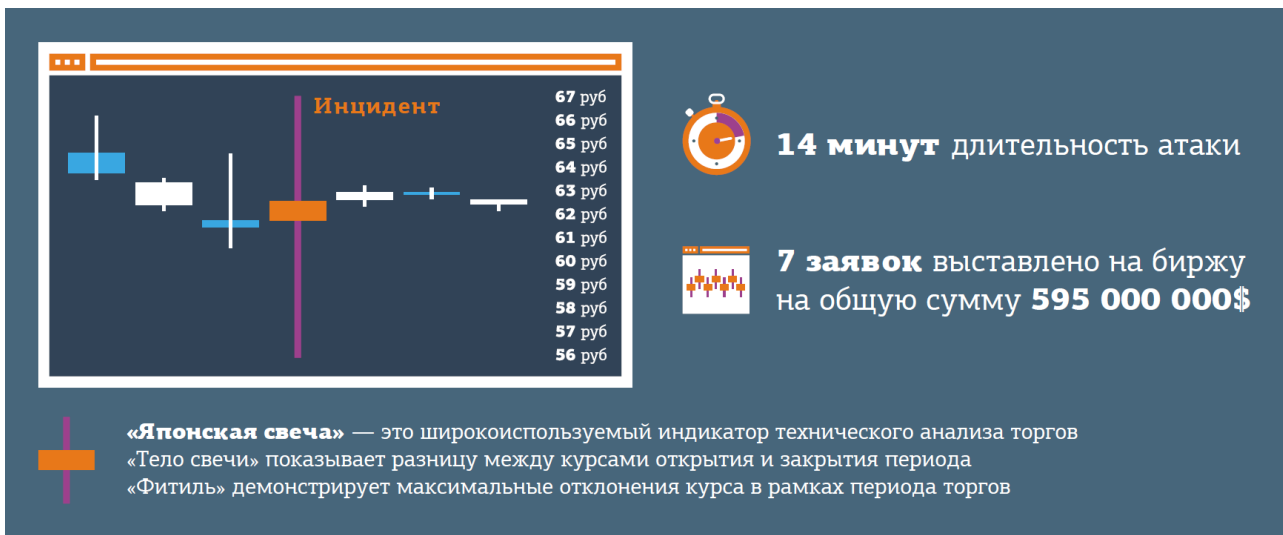 Инцидент
67 руб
66 руб
65 руб
64 руб
63 руб
62 руб
61 руб
60 руб
59 руб
58 руб
57 руб
56 руб
14 минут длительность атаки
7 заявок выставлено на биржу
на общую сумму 595 000 000$
«Японская свеча» — это широкоиспользуемый индикатор технического анализа торгов
«Тело свечи» показывает разницу между курсами открытия и закрытия периода
«Фитиль» демонстрирует максимальные отклонения курса в рамках периода торгов